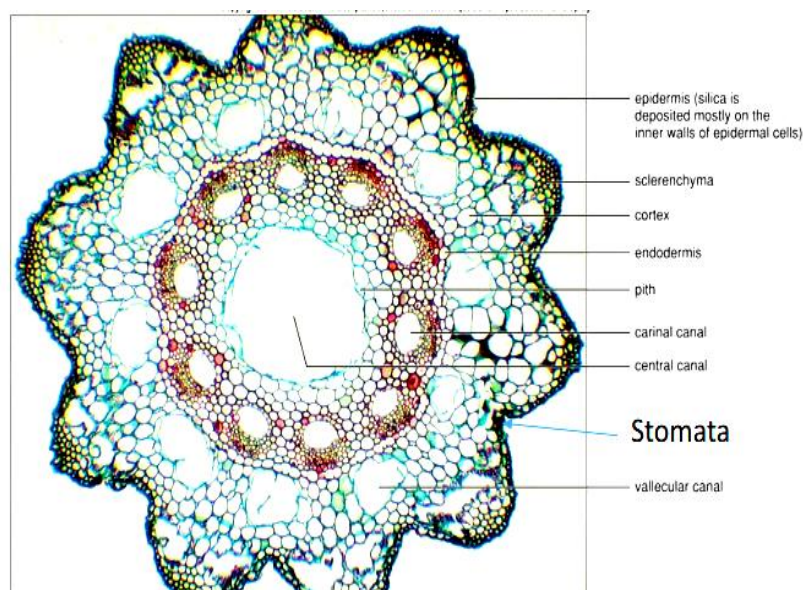 epidermis (silica is
deposited mostly on the
inner walls of epidermal cells)
sclerenchyma
cortex
endodermis
pith
carinal canal
central canal
Stomata
vallecular canal